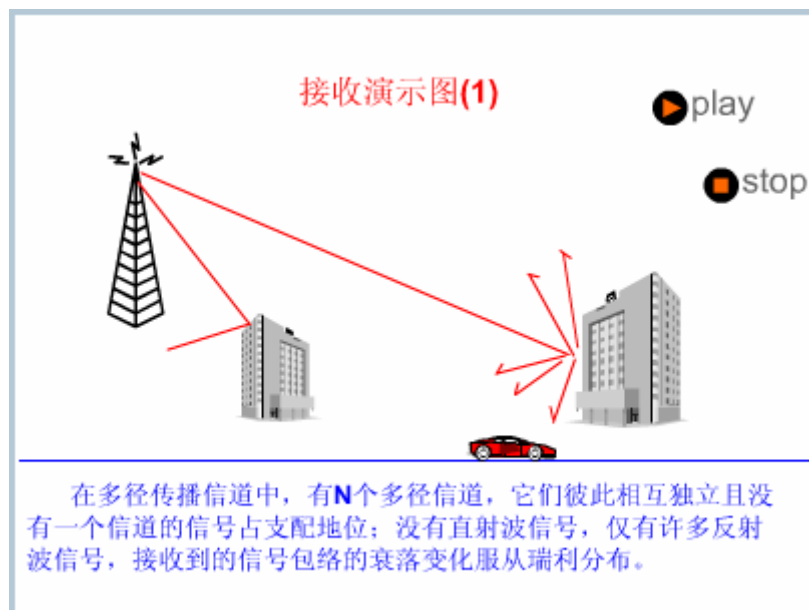 接收演示图(1)
play
stop
在多径传播信道中，有N个多径信道，它们彼此相互独立且没
有一个信道的信号占支配地位；没有直射波信号，仅有许多反射
波信号，接收到的信号包络的衰落变化服从瑞利分布。